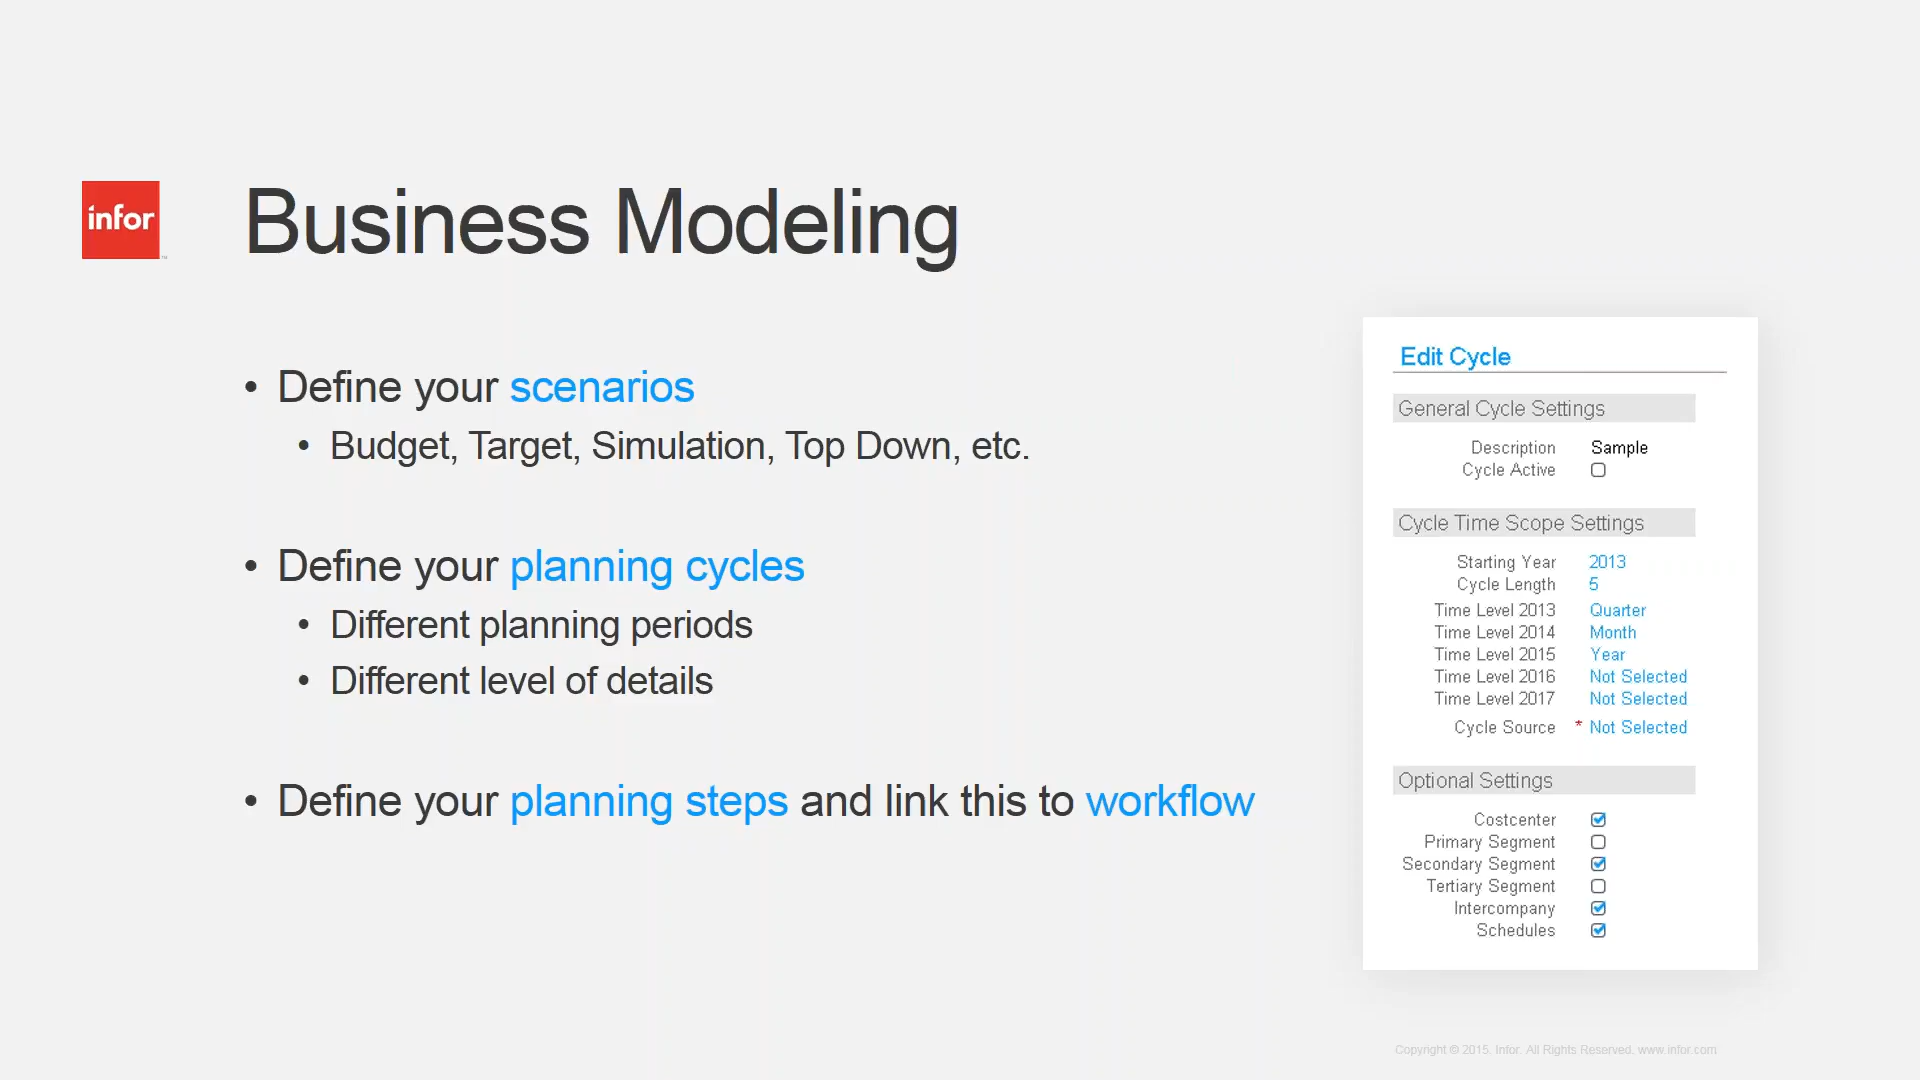 infor
Business Modeling
• Define your scenarios
• Budget, Target, Simulation, Top Down, etc.
• Define your planning cycles
• Different planning periods
• Different level of details
• Define your planning steps and link this to workflow
Edit Cycle
General Cycle Settings
Description Sample
Cycle Active
Cycle Time Scope Settings
Starting Year 2013
Cycle Length 5
Time Level 2013 Quarter
Time Level 2014 Month
Time Level 2015 Year
Time Level 2016 Not Selected
Time Level 2017 Not Selected
Cycle Source * Not Selected
Optional Settings
Costcenter
Primary Segment
Secondary Segment
Tertiary Segment
Intercompany
Schedules
Copyright © 2015. Infor. All Rights Reserved. www.infor.com